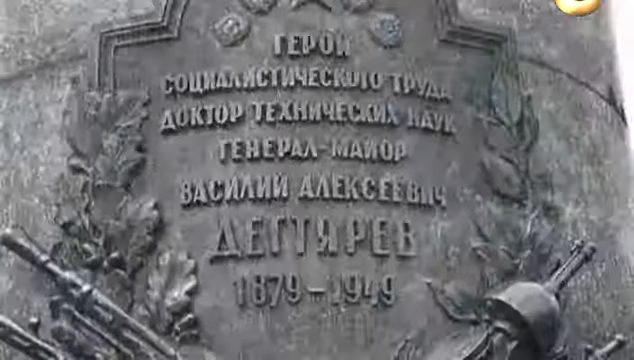 ГЕРОЙ
СОЦИАЛИСТИЧЕСКОГО ТРУДА
ДОКТОР ТЕХНИЧЕСКИХ НАУК
ГЕНЕРАЛ-МАЙОР
ВАСИЛИЙ АЛЕКСЕЕВИЧ
ДЕГТЯРЕВ
1879-1949